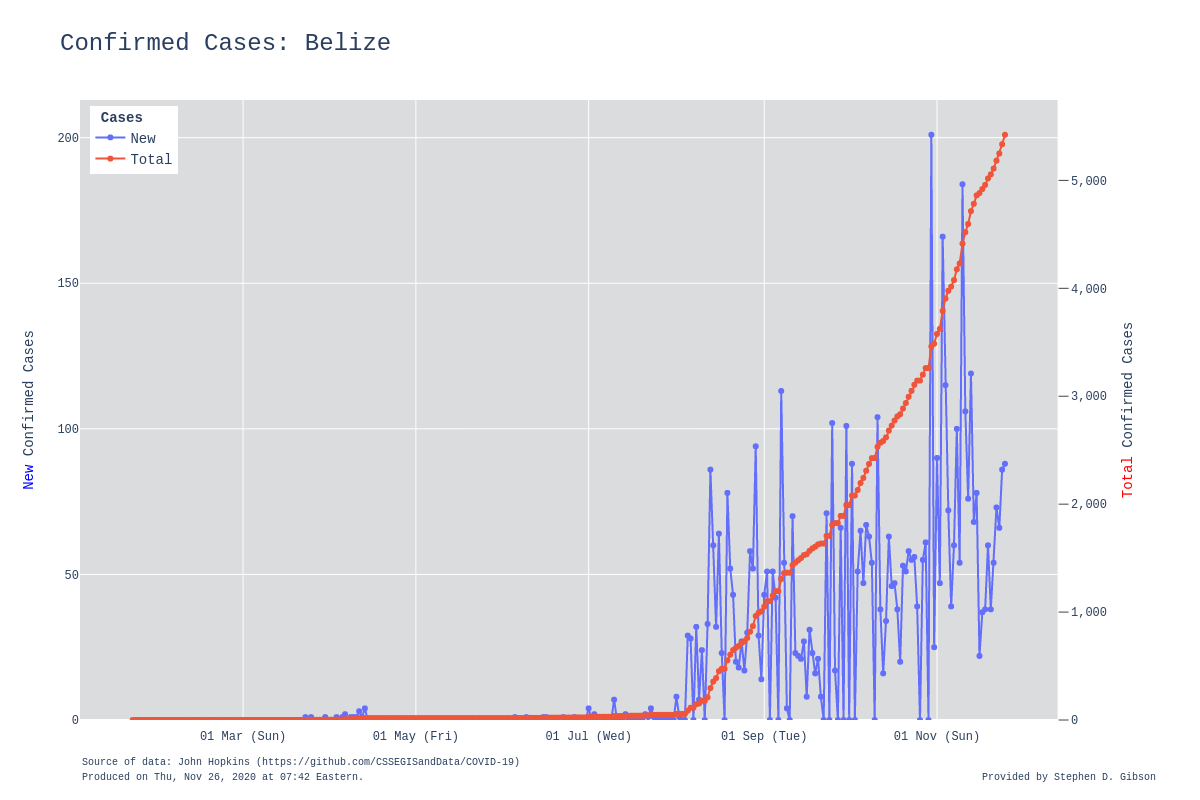 Confirmed Cases: Belize
Cases
New
Total
200
150
100
50
0
5,000
4,000
3,000
2,000
1,000
0
New Confirmed Cases
Total Confirmed Cases
01 Mar (Sun)
01 May (Fri)
01 Jul (Wed)
01 Sep (Tue)
01 Nov (Sun)
Source of data: John Hopkins (https://github.com/CSSEGISandData/COVID-19)
Produced on Thu, Nov 26, 2020 at 07:42 Eastern.
Provided by Stephen D. Gibson